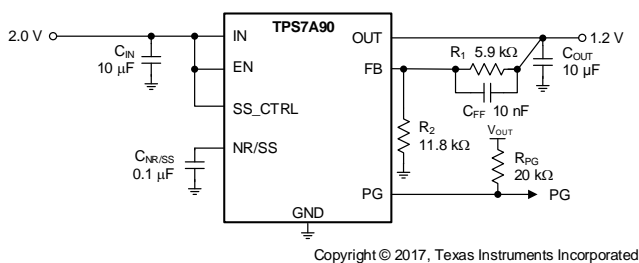 TPS7A90
2.0 V
IN
OUT
1.2 V
CIN
10 µF
EN
FB
R1 5.9 kΩ
COUT
10 µF
SS_CTRL
CFF 10 nF
CNR/SS
0.1 µF
NR/SS
R2
11.8 kΩ
VOUT
RPG
20 kΩ
PG
PG
GND
Copyright © 2017, Texas Instruments Incorporated